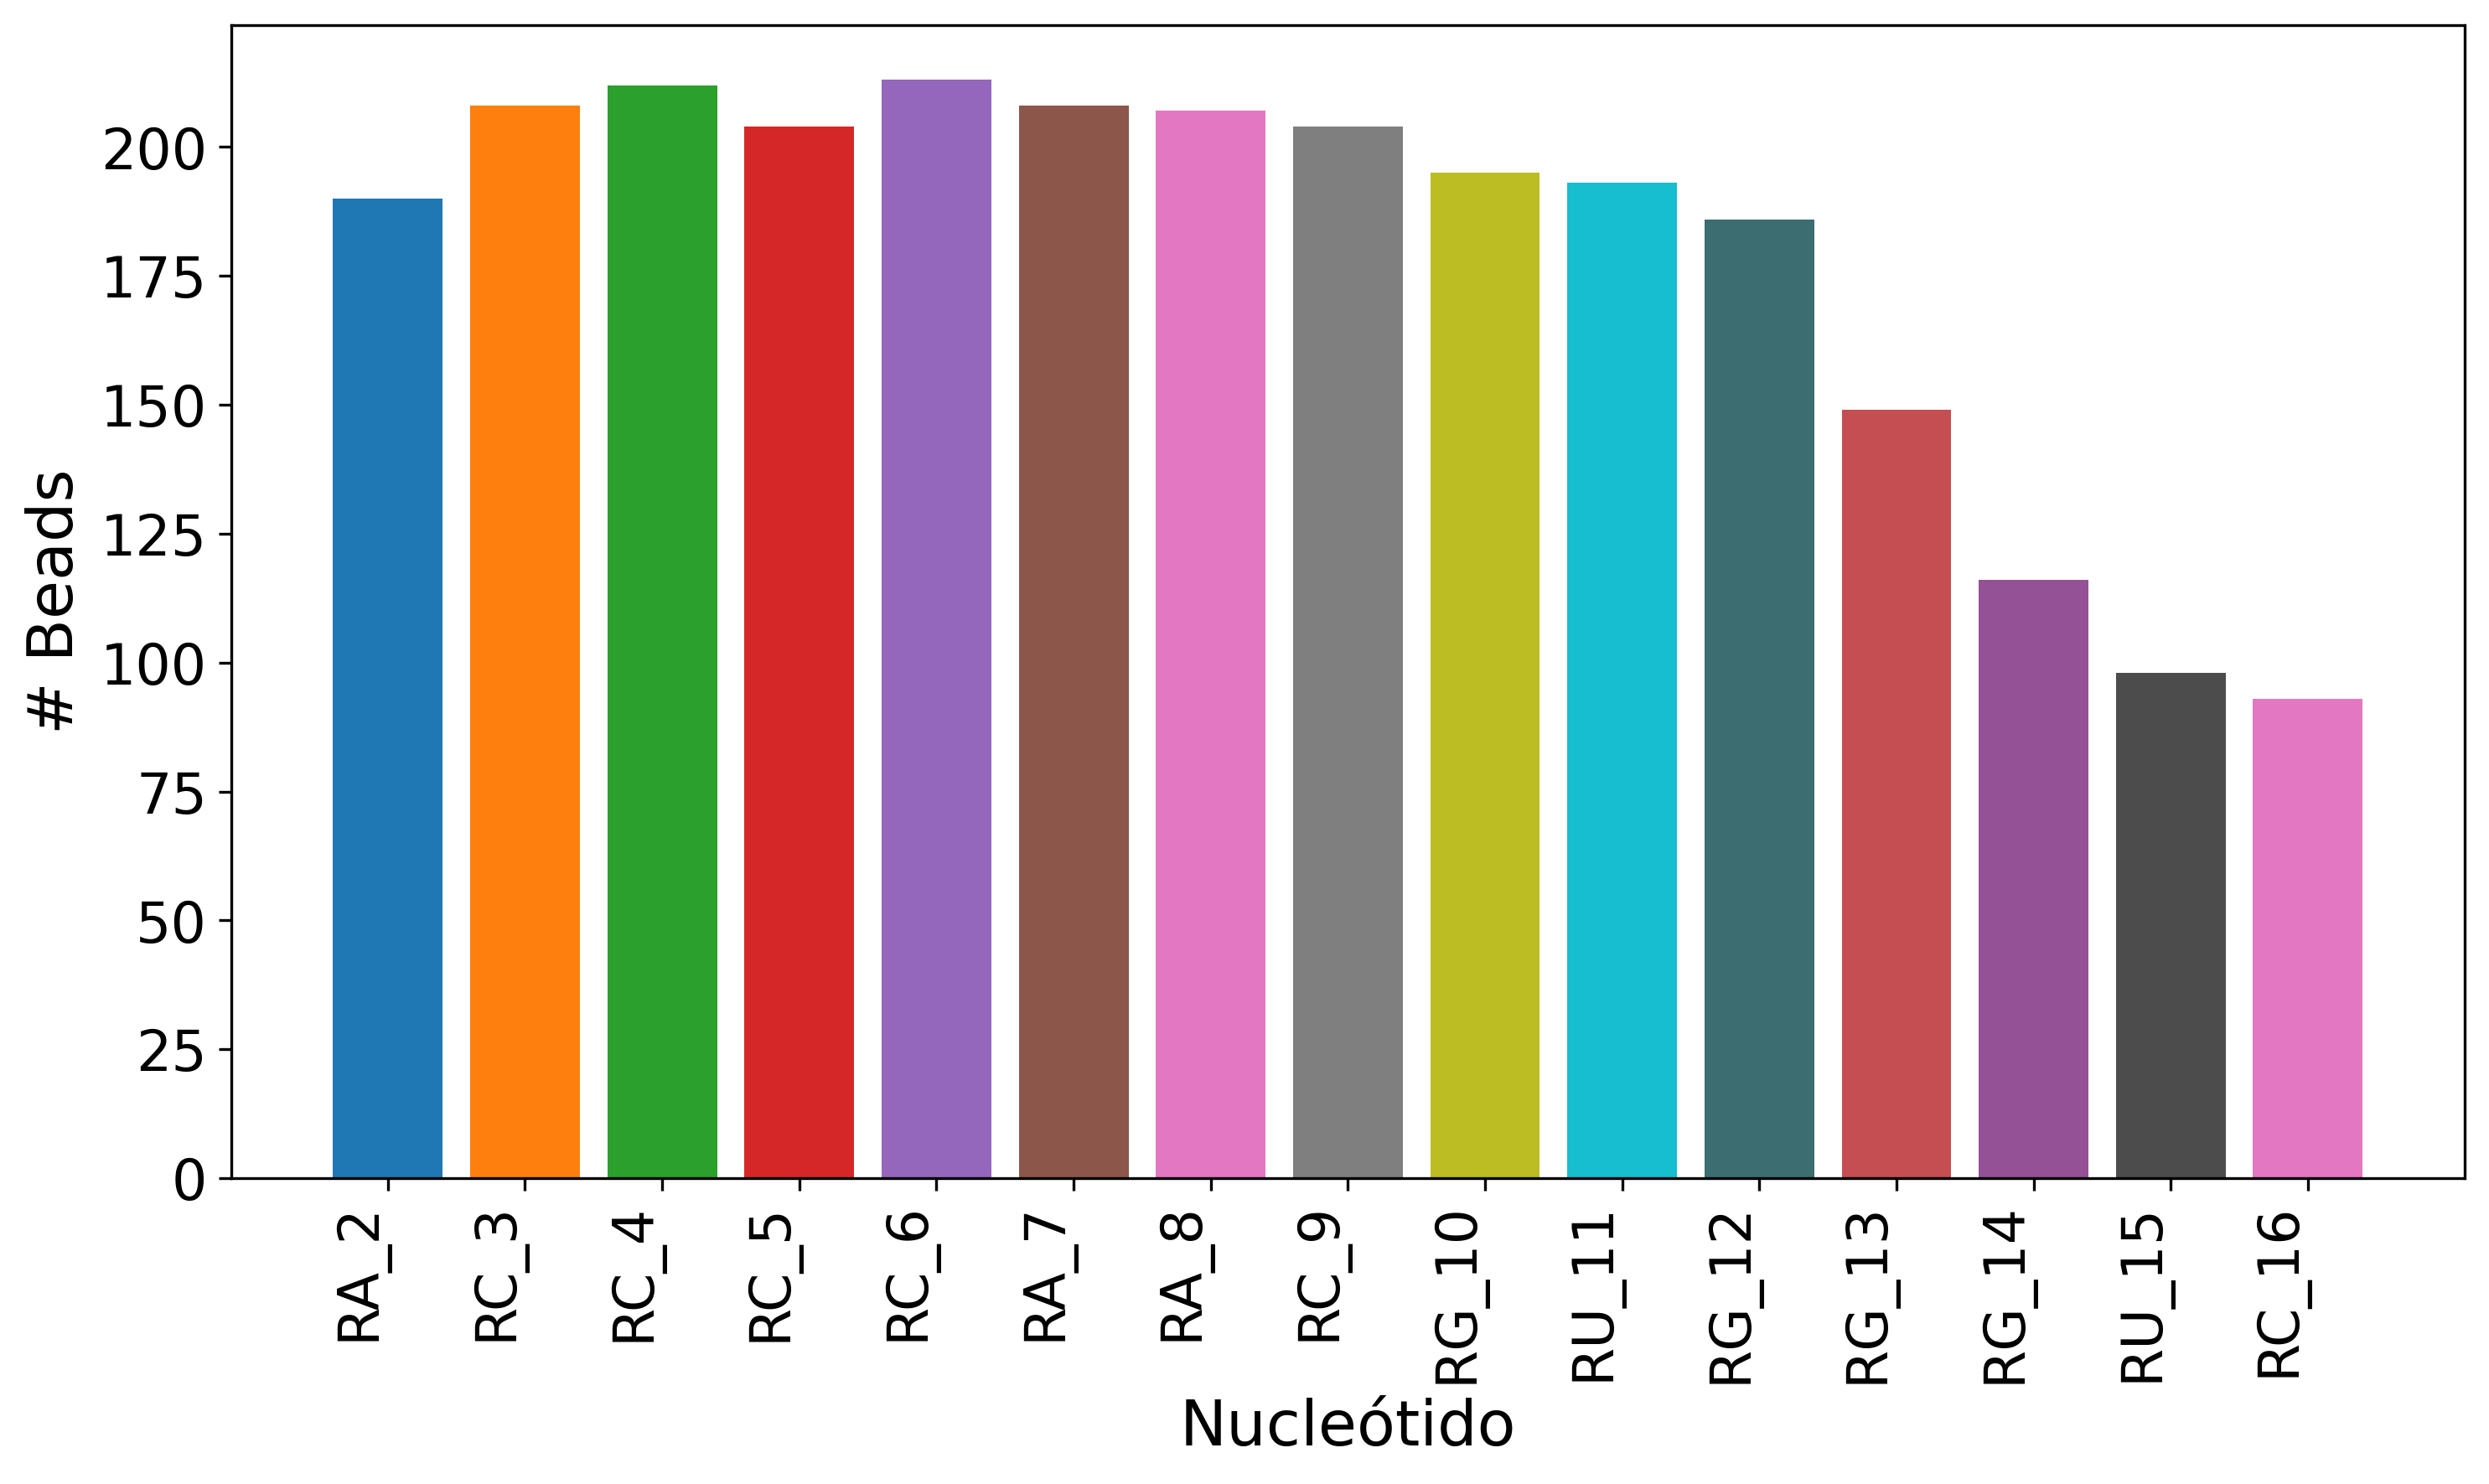 # Beads
200
175
150
125
100
75
50
25
0
RA_2
RC_3
RC_4
RC_5
RC_6
RA_7
RA_8
RC_9
RG_10
RU_11
RG_12
RG_13
RG_14
RU_15
RC_16
Nucleótido